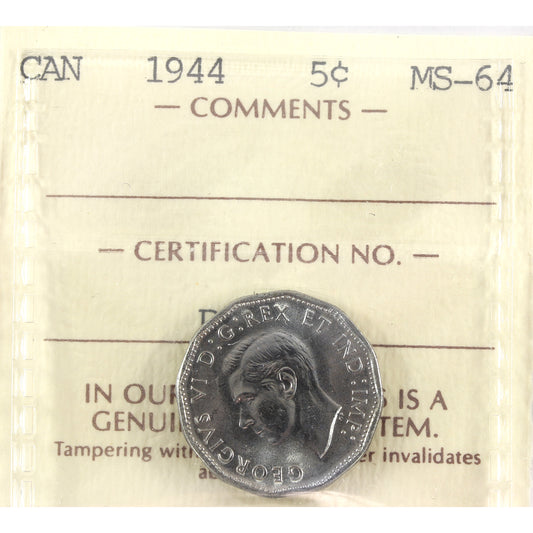 CAN 1944 5¢ MS-64
— COMMENTS —
— CERTIFICATION NO. —
IN OUR S IS A
GENUI TEM.
Tampering with er invalidates
GEORGIVS VI D:G:REX ET IND:IMP: